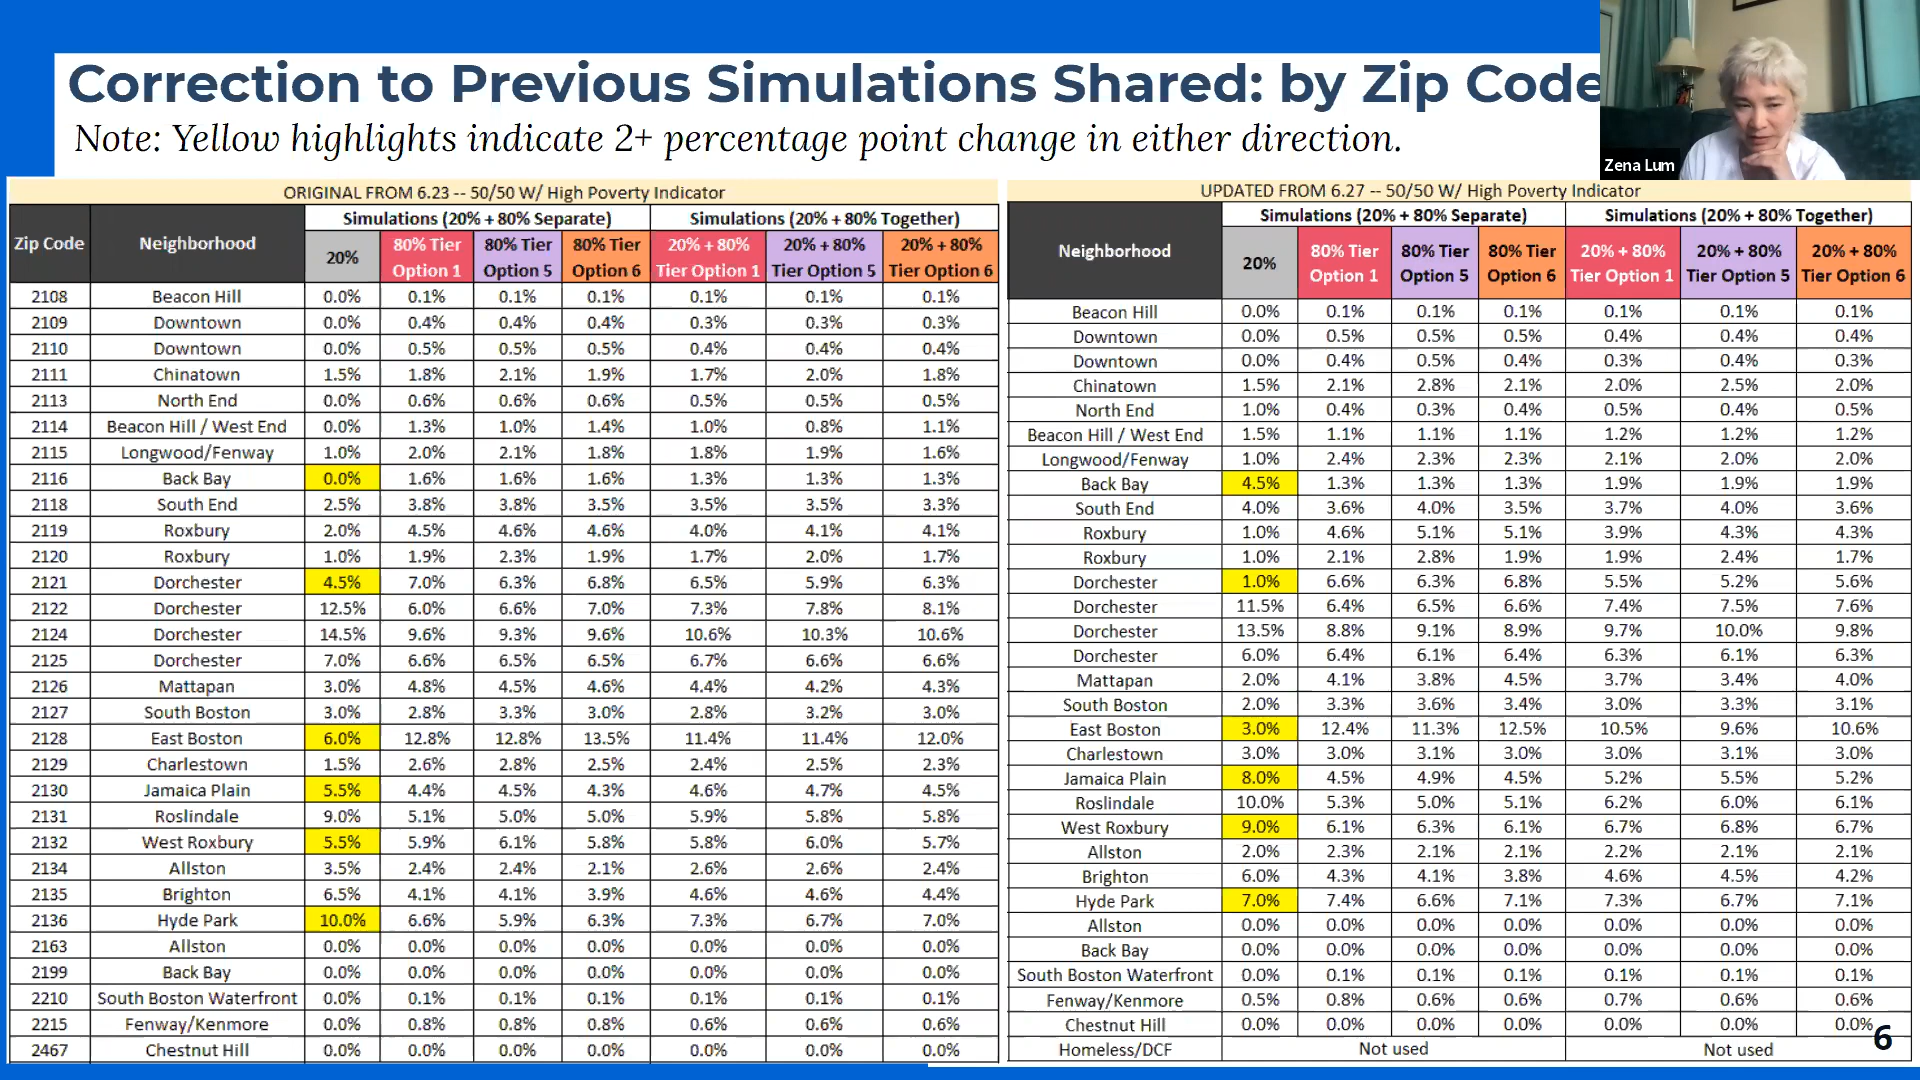 Correction to Previous Simulations Shared: by Zip Code
Note: Yellow highlights indicate 2+ percentage point change in either direction.
Zena Lum
ORIGINAL FROM 6.23 -- 50/50 W/ High Poverty Indicator
Zip Code Neighborhood Simulations (20% + 80% Separate) Simulations (20% + 80% Together)
20% 80% Tier Option 1 80% Tier Option 5 80% Tier Option 6 20% + 80% Tier Option 1 20% + 80% Tier Option 5 20% + 80% Tier Option 6
2108 Beacon Hill 0.0% 0.1% 0.1% 0.1% 0.1% 0.1% 0.1%
2109 Downtown 0.0% 0.4% 0.4% 0.4% 0.3% 0.3% 0.3%
2110 Downtown 0.0% 0.5% 0.5% 0.5% 0.4% 0.4% 0.4%
2111 Chinatown 1.5% 1.8% 2.1% 1.9% 1.7% 2.0% 1.8%
2113 North End 0.0% 0.6% 0.6% 0.6% 0.5% 0.5% 0.5%
2114 Beacon Hill / West End 0.0% 1.3% 1.0% 1.4% 1.0% 0.8% 1.1%
2115 Longwood/Fenway 1.0% 2.0% 2.1% 1.8% 1.8% 1.9% 1.6%
2116 Back Bay 0.0% 1.6% 1.6% 1.6% 1.3% 1.3% 1.3%
2118 South End 2.5% 3.8% 3.8% 3.5% 3.5% 3.5% 3.3%
2119 Roxbury 2.0% 4.5% 4.6% 4.6% 4.0% 4.1% 4.1%
2120 Roxbury 1.0% 1.9% 2.3% 1.9% 1.7% 2.0% 1.7%
2121 Dorchester 4.5% 7.0% 6.3% 6.8% 6.5% 5.9% 6.3%
2122 Dorchester 12.5% 6.0% 6.6% 7.0% 7.3% 7.8% 8.1%
2124 Dorchester 14.5% 9.6% 9.3% 9.6% 10.6% 10.3% 10.6%
2125 Dorchester 7.0% 6.6% 6.5% 6.5% 6.7% 6.6% 6.6%
2126 Mattapan 3.0% 4.8% 4.5% 4.6% 4.4% 4.2% 4.3%
2127 South Boston 3.0% 2.8% 3.3% 3.0% 2.8% 3.2% 3.0%
2128 East Boston 6.0% 12.8% 12.8% 13.5% 11.4% 11.4% 12.0%
2129 Charlestown 1.5% 2.6% 2.8% 2.5% 2.4% 2.5% 2.3%
2130 Jamaica Plain 5.5% 4.4% 4.5% 4.3% 4.6% 4.7% 4.5%
2131 Roslindale 9.0% 5.1% 5.0% 5.0% 5.9% 5.8% 5.8%
2132 West Roxbury 5.5% 5.9% 6.1% 5.8% 5.8% 6.0% 5.7%
2134 Allston 3.5% 2.4% 2.4% 2.1% 2.6% 2.6% 2.4%
2135 Brighton 6.5% 4.1% 4.1% 3.9% 4.6% 4.6% 4.4%
2136 Hyde Park 10.0% 6.6% 5.9% 6.3% 7.3% 6.7% 7.0%
2163 Allston 0.0% 0.0% 0.0% 0.0% 0.0% 0.0% 0.0%
2199 Back Bay 0.0% 0.0% 0.0% 0.0% 0.0% 0.0% 0.0%
2210 South Boston Waterfront 0.0% 0.1% 0.1% 0.1% 0.1% 0.1% 0.1%
2215 Fenway/Kenmore 0.0% 0.8% 0.8% 0.8% 0.6% 0.6% 0.6%
2467 Chestnut Hill 0.0% 0.0% 0.0% 0.0% 0.0% 0.0% 0.0%
UPDATED FROM 6.27 -- 50/50 W/ High Poverty Indicator
Neighborhood Simulations (20% + 80% Separate) Simulations (20% + 80% Together)
20% 80% Tier Option 1 80% Tier Option 5 80% Tier Option 6 20% + 80% Tier Option 1 20% + 80% Tier Option 5 20% + 80% Tier Option 6
Beacon Hill 0.0% 0.1% 0.1% 0.1% 0.1% 0.1% 0.1%
Downtown 0.0% 0.5% 0.5% 0.5% 0.4% 0.4% 0.4%
Downtown 0.0% 0.4% 0.5% 0.4% 0.3% 0.4% 0.3%
Chinatown 1.5% 2.1% 2.8% 2.1% 2.0% 2.5% 2.0%
North End 1.0% 0.4% 0.3% 0.4% 0.5% 0.4% 0.5%
Beacon Hill / West End 1.5% 1.1% 1.1% 1.1% 1.2% 1.2% 1.2%
Longwood/Fenway 1.0% 2.4% 2.3% 2.3% 2.1% 2.0% 2.0%
Back Bay 4.5% 1.3% 1.3% 1.3% 1.9% 1.9% 1.9%
South End 4.0% 3.6% 4.0% 3.5% 3.7% 4.0% 3.6%
Roxbury 1.0% 4.6% 5.1% 5.1% 3.9% 4.3% 4.3%
Roxbury 1.0% 2.1% 2.8% 1.9% 1.9% 2.4% 1.7%
Dorchester 1.0% 6.6% 6.3% 6.8% 5.5% 5.2% 5.6%
Dorchester 11.5% 6.4% 6.5% 6.6% 7.4% 7.5% 7.6%
Dorchester 13.5% 8.8% 9.1% 8.9% 9.7% 10.0% 9.8%
Dorchester 6.0% 6.4% 6.1% 6.4% 6.3% 6.1% 6.3%
Mattapan 2.0% 4.1% 3.8% 4.5% 3.7% 3.4% 4.0%
South Boston 2.0% 3.3% 3.6% 3.4% 3.0% 3.3% 3.1%
East Boston 3.0% 12.4% 11.3% 12.5% 10.5% 9.6% 10.6%
Charlestown 3.0% 3.0% 3.1% 3.0% 3.0% 3.1% 3.0%
Jamaica Plain 8.0% 4.5% 4.9% 4.5% 5.2% 5.5% 5.2%
Roslindale 10.0% 5.3% 5.0% 5.1% 6.2% 6.0% 6.1%
West Roxbury 9.0% 6.1% 6.3% 6.1% 6.7% 6.8% 6.7%
Allston 2.0% 2.3% 2.1% 2.1% 2.2% 2.1% 2.1%
Brighton 6.0% 4.3% 4.1% 3.8% 4.6% 4.5% 4.2%
Hyde Park 7.0% 7.4% 6.6% 7.1% 7.3% 6.7% 7.1%
Allston 0.0% 0.0% 0.0% 0.0% 0.0% 0.0% 0.0%
Back Bay 0.0% 0.0% 0.0% 0.0% 0.0% 0.0% 0.0%
South Boston Waterfront 0.0% 0.1% 0.1% 0.1% 0.1% 0.1% 0.1%
Fenway/Kenmore 0.5% 0.8% 0.6% 0.6% 0.7% 0.6% 0.6%
Chestnut Hill 0.0% 0.0% 0.0% 0.0% 0.0% 0.0% 0.0%
Homeless/DCF Not used Not used
6